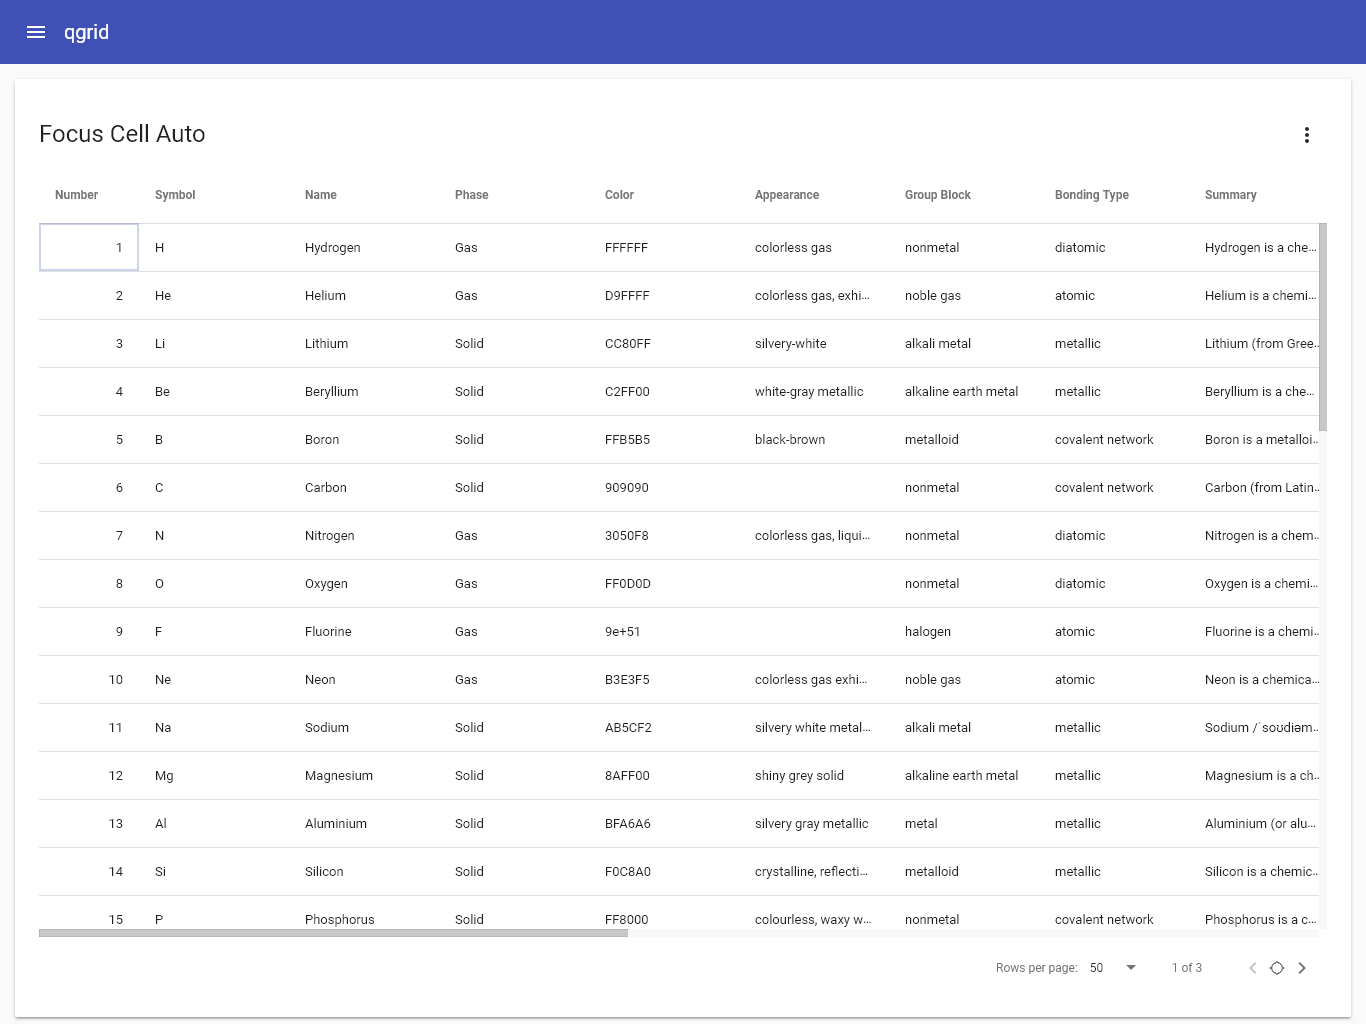 qgrid
Focus Cell Auto
Number Symbol Name Phase Color Appearance Group Block Bonding Type Summary
1 H Hydrogen Gas FFFFFF colorless gas nonmetal diatomic Hydrogen is a che...
2 He Helium Gas D9FFFF colorless gas, exhi... noble gas atomic Helium is a chemi...
3 Li Lithium Solid CC80FF silvery-white alkali metal metallic Lithium (from Gree...
4 Be Beryllium Solid C2FF00 white-gray metallic alkaline earth metal metallic Beryllium is a che...
5 B Boron Solid FFB5B5 black-brown metalloid covalent network Boron is a metalloi...
6 C Carbon Solid 909090 nonmetal covalent network Carbon (from Latin...
7 N Nitrogen Gas 3050F8 colorless gas, liqui... nonmetal diatomic Nitrogen is a chem...
8 O Oxygen Gas FF0D0D nonmetal diatomic Oxygen is a chemi...
9 F Fluorine Gas 9e+51 halogen atomic Fluorine is a chemi...
10 Ne Neon Gas B3E3F5 colorless gas exhi... noble gas atomic Neon is a chemica...
11 Na Sodium Solid AB5CF2 silvery white metal... alkali metal metallic Sodium /ˈsoʊdiəm...
12 Mg Magnesium Solid 8AFF00 shiny grey solid alkaline earth metal metallic Magnesium is a ch...
13 Al Aluminium Solid BFA6A6 silvery gray metallic metal metallic Aluminium (or alu...
14 Si Silicon Solid F0C8A0 crystalline, reflecti... metalloid metallic Silicon is a chemic...
15 P Phosphorus Solid FF8000 colourless, waxy w... nonmetal covalent network Phosphorus is a c...
Rows per page: 50 1 of 3